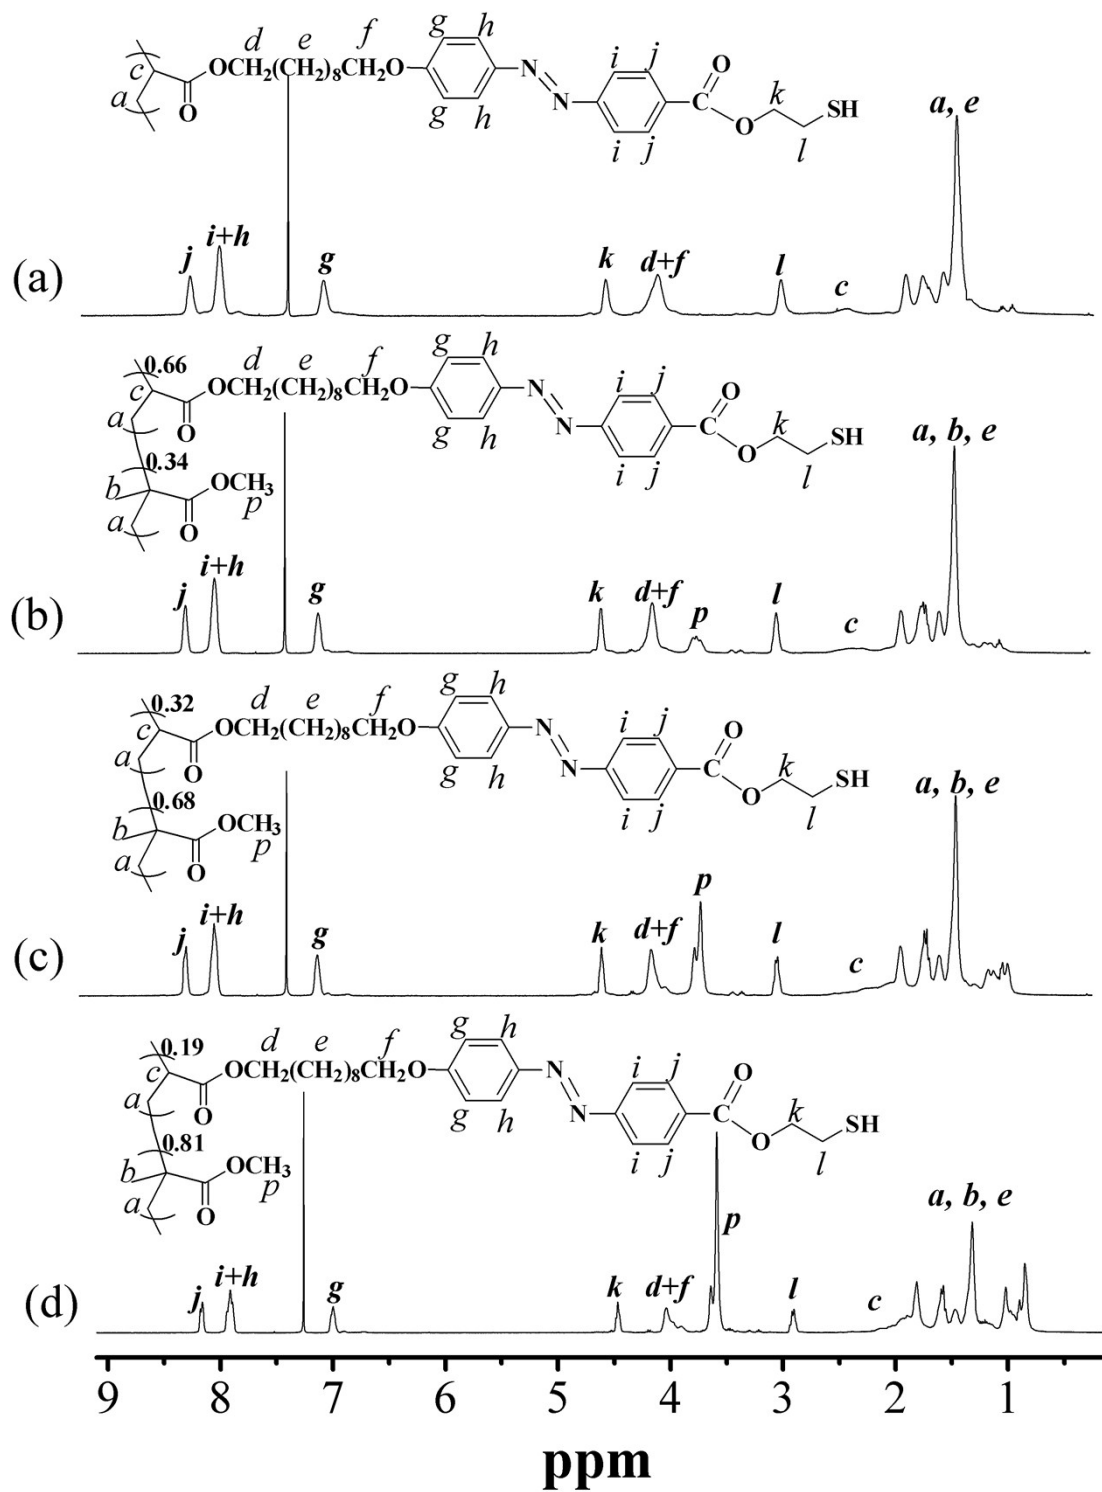 g h
d e f
OCH2(CH2)8CH2O N i j O
c N C k
a O g h O SH
i j l
a, e
j i+h g k d+f l c
(a)
0.66 d e f g h
c OCH2(CH2)8CH2O N i j O
a O g h N C k SH
0.34 i j O l
b OCH3
a O p
a, b, e
j i+h g k d+f p l c
(b)
0.32 d e f g h
c OCH2(CH2)8CH2O N i j O
a O g h N C k SH
0.68 i j O l
b OCH3
a O p
a, b, e
j i+h g k d+f p l c
(c)
0.19 d e f g h
c OCH2(CH2)8CH2O N i j O
a O g h N C k SH
0.81 i j O l
b OCH3
a O p
a, b, e
j i+h g k d+f p l c
(d)
9 8 7 6 5 4 3 2 1
ppm